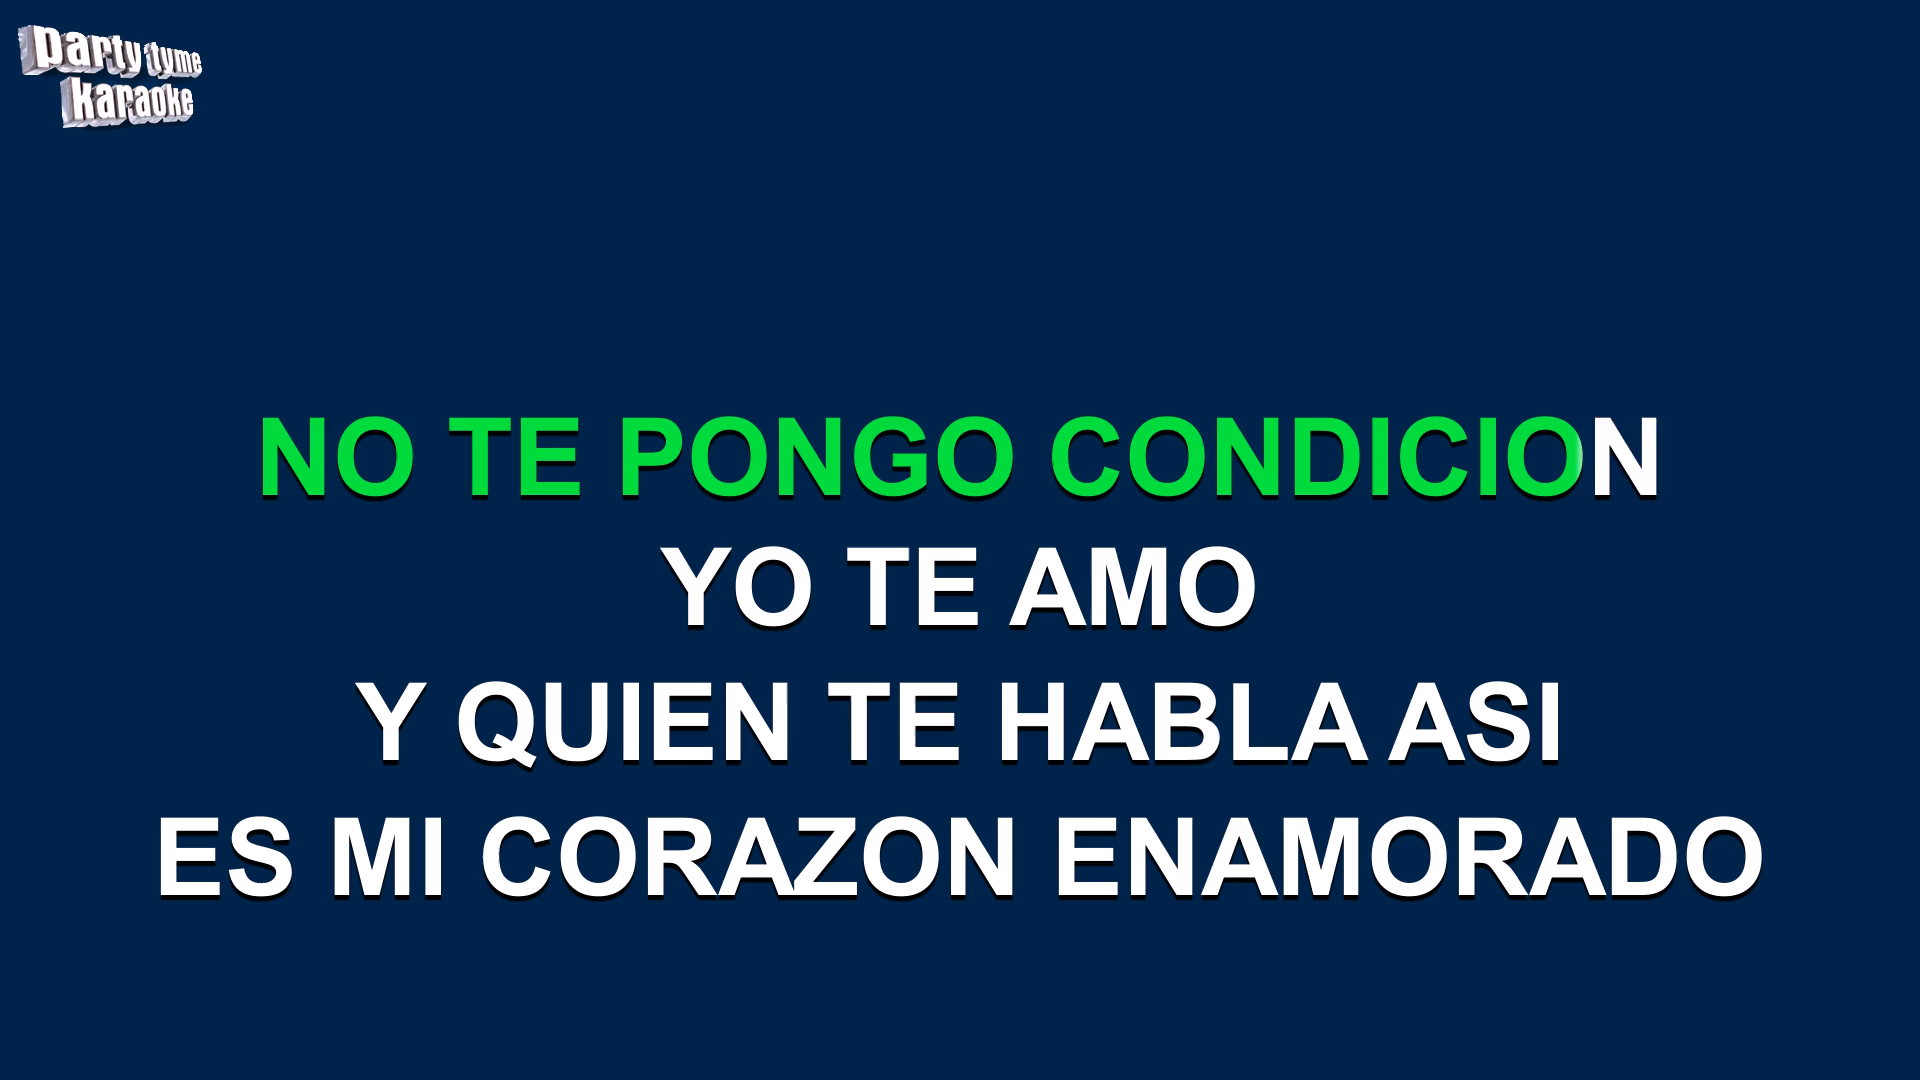 party tyme
karaoke
NO TE PONGO CONDICION
YO TE AMO
Y QUIEN TE HABLA ASI
ES MI CORAZON ENAMORADO